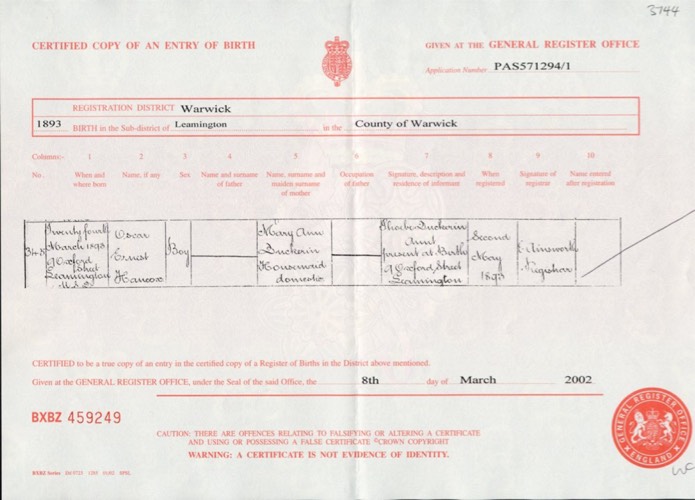 3744
CERTIFIED COPY OF AN ENTRY OF BIRTH
GIVEN AT THE GENERAL REGISTER OFFICE
Application Number PAS571294/1
REGISTRATION DISTRICT Warwick
1893 BIRTH in the Sub-district of Leamington in the County of Warwick
Columns:- 1 2 3 4 5 6 7 8 9 10
No. When and where born Name, if any Sex Name and surname of father Name, surname and maiden surname of mother Occupation of father Signature, description and residence of informant When registered Signature of registrar Name entered after registration
Twenty fourth March 1893 9 Oxford Street Leamington
Oscar Ernest Hancox
Boy
Mary Ann Duckerin Housemaid domestic
Phoebe Duckerin Aunt present at Birth 9 Oxford Street Leamington
Second May 1893
Ainsworth Registrar
CERTIFIED to be a true copy of an entry in the certified copy of a Register of Births in the District above mentioned.
Given at the GENERAL REGISTER OFFICE, under the Seal of the said Office, the 8th day of March 2002
BXBZ 459249
CAUTION: THERE ARE OFFENCES RELATING TO FALSIFYING OR ALTERING A CERTIFICATE
AND USING OR POSSESSING A FALSE CERTIFICATE ©CROWN COPYRIGHT
WARNING: A CERTIFICATE IS NOT EVIDENCE OF IDENTITY.
BXBZ Series
GENERAL REGISTER OFFICE
ENGLAND